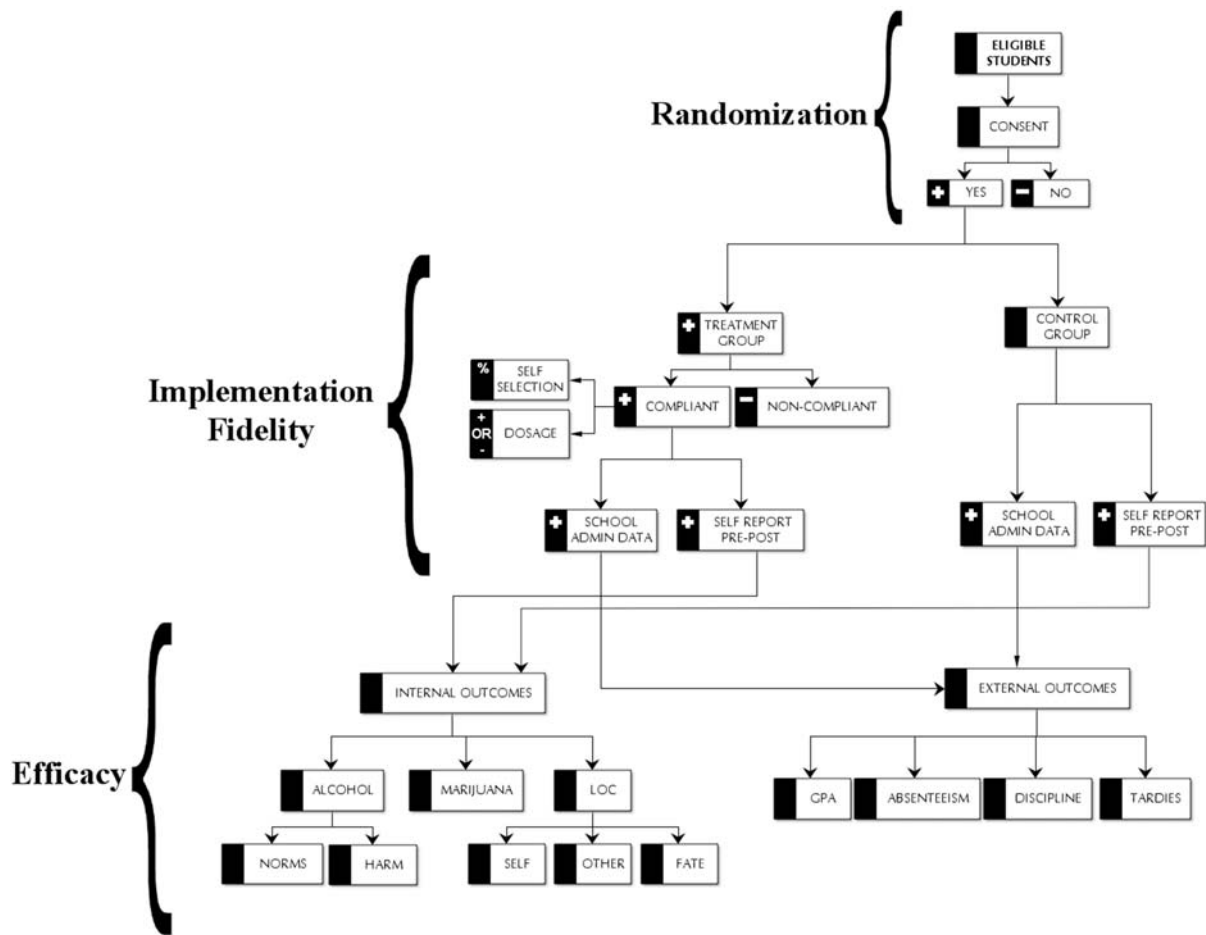 ELIGIBLE
STUDENTS
Randomization
CONSENT
+ YES
− NO
Implementation
Fidelity
+ TREATMENT
GROUP
CONTROL
GROUP
% SELF
SELECTION
+
OR
-
DOSAGE
+ COMPLIANT
− NON-COMPLIANT
+ SCHOOL
ADMIN DATA
+ SELF REPORT
PRE-POST
+ SCHOOL
ADMIN DATA
+ SELF REPORT
PRE-POST
Efficacy
INTERNAL OUTCOMES
EXTERNAL OUTCOMES
ALCOHOL
MARIJUANA
LOC
GPA
ABSENTEEISM
DISCIPLINE
TARDIES
NORMS
HARM
SELF
OTHER
FATE